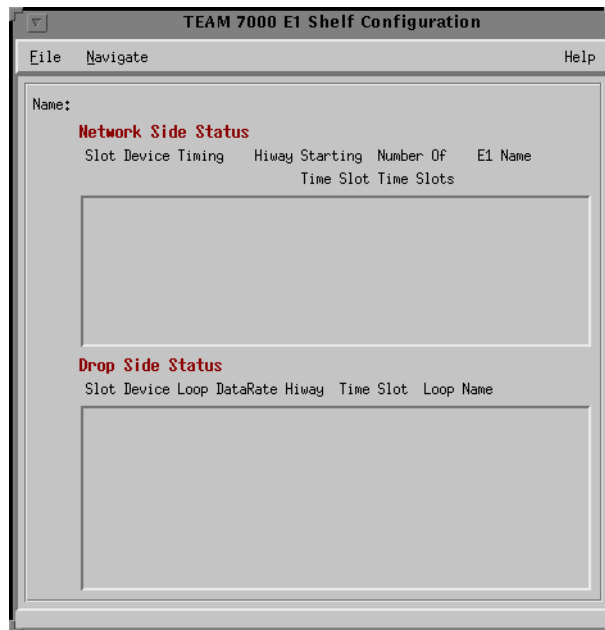 TEAM 7000 E1 Shelf Configuration
File Navigate Help
Name:
Network Side Status
Slot Device Timing Hiway Starting Number Of E1 Name
Time Slot Time Slots
Drop Side Status
Slot Device Loop DataRate Hiway Time Slot Loop Name